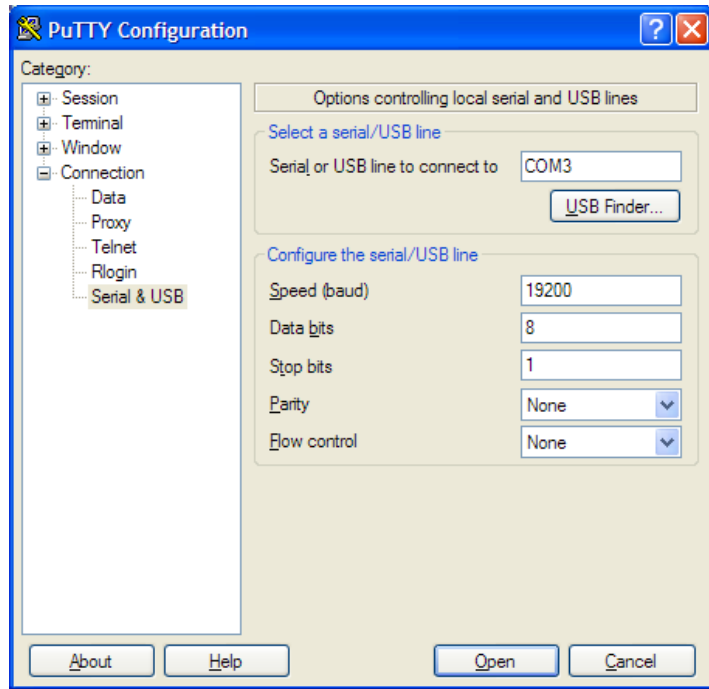 PuTTY Configuration
Category:
Session
Terminal
Window
Connection
Data
Proxy
Telnet
Rlogin
Serial & USB
Options controlling local serial and USB lines
Select a serial/USB line
Serial or USB line to connect to COM3
USB Finder...
Configure the serial/USB line
Speed (baud) 19200
Data bits 8
Stop bits 1
Parity None
Flow control None
About Help Open Cancel